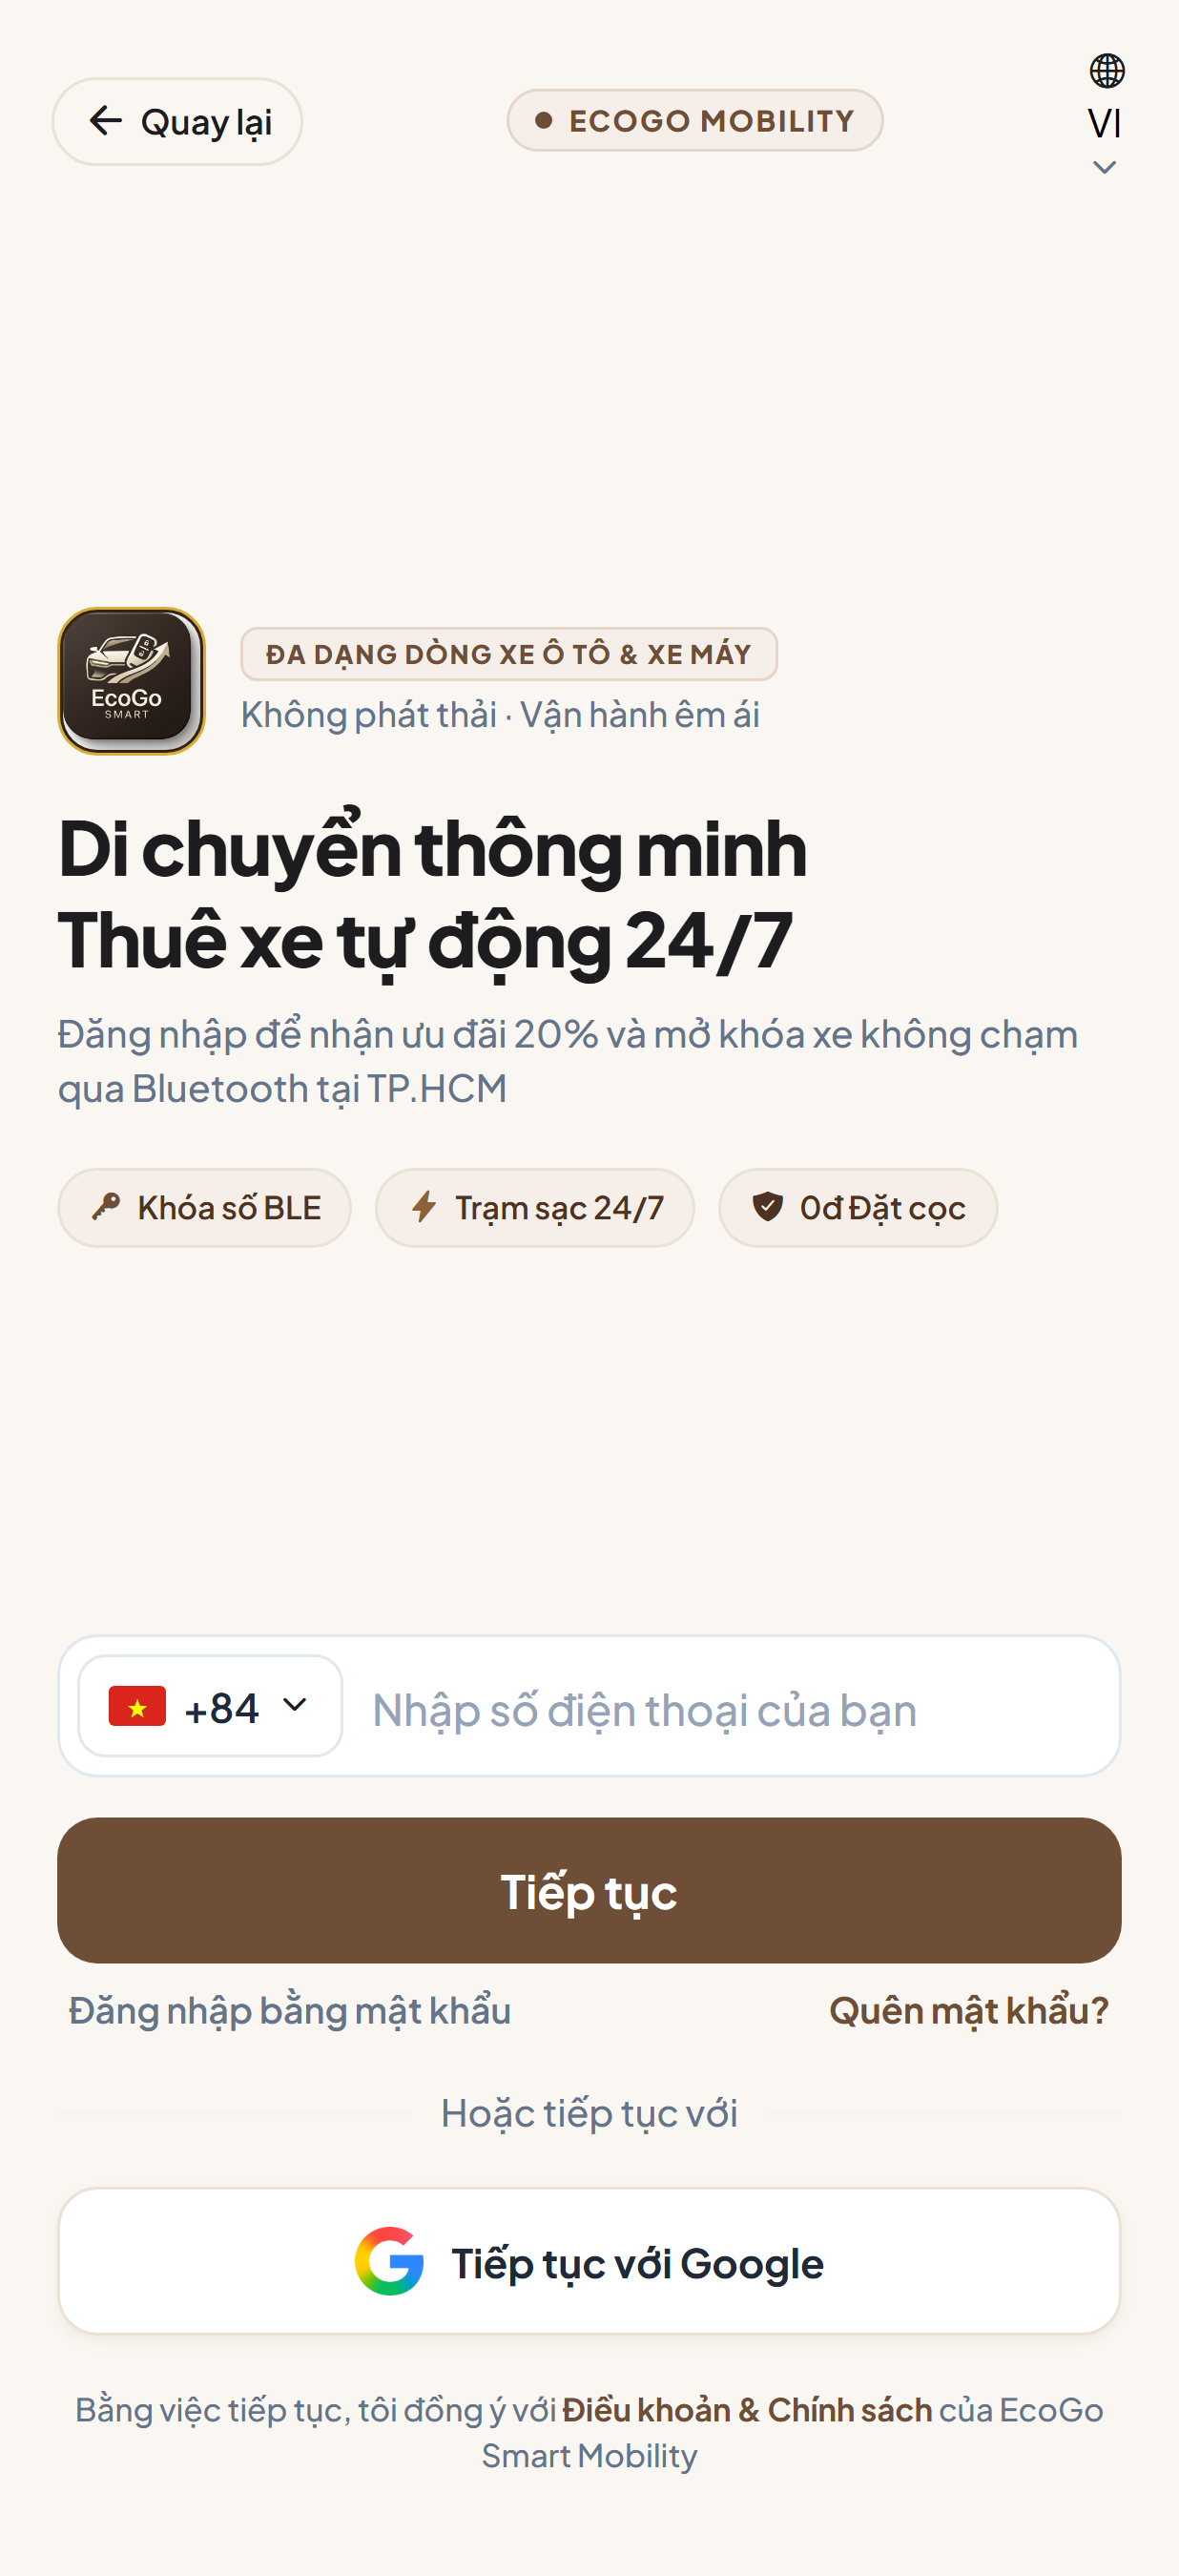 Quay lại
ECOGO MOBILITY
VI
EcoGo
SMART
ĐA DẠNG DÒNG XE Ô TÔ & XE MÁY
Không phát thải · Vận hành êm ái
Di chuyển thông minh
Thuê xe tự động 24/7
Đăng nhập để nhận ưu đãi 20% và mở khóa xe không chạm
qua Bluetooth tại TP.HCM
Khóa số BLE
Trạm sạc 24/7
0đ Đặt cọc
+84
Nhập số điện thoại của bạn
Tiếp tục
Đăng nhập bằng mật khẩu
Quên mật khẩu?
Hoặc tiếp tục với
Tiếp tục với Google
Bằng việc tiếp tục, tôi đồng ý với Điều khoản & Chính sách của EcoGo
Smart Mobility